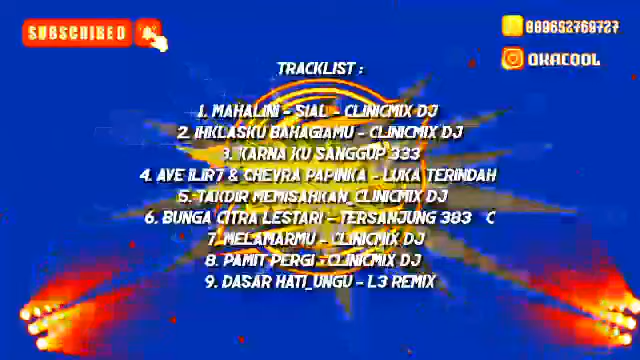 SUBSCRIBED
089652769727
OKACOOL
TRACKLIST :
1. MAHALINI - SIAL - CLINICMIX DJ
2. IHKLASKU BAHAGIAMU - CLINICMIX DJ
3. KARNA KU SANGGUP 333
4. AVE ILIR7 & CHEVRA PAPINKA - LUKA TERINDAH
5. TAKDIR MEMISAHKAN_CLINICMIX DJ
6. BUNGA CITRA LESTARI - TERSANJUNG 383 C
7. MELAMARMU - CLINICMIX DJ
8. PAMIT PERGI - CLINICMIX DJ
9. DASAR HATI_UNGU - L3 REMIX